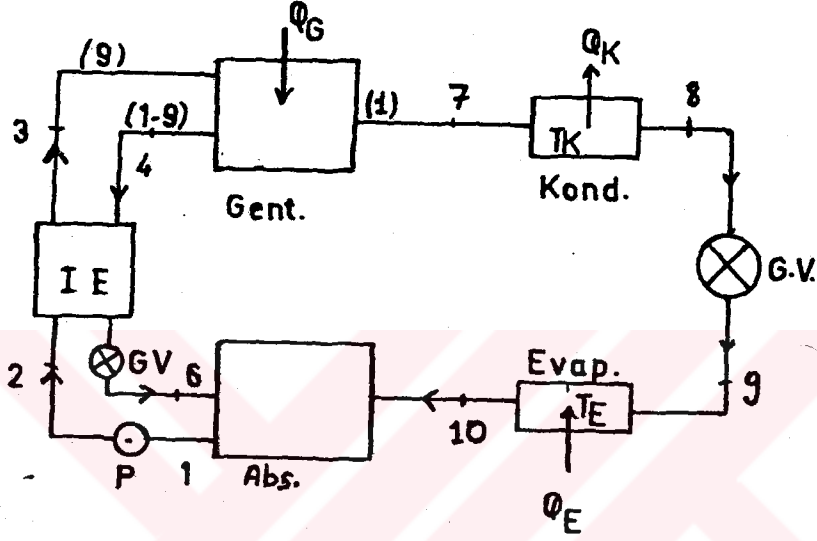 Q_G
(9)
(1-9)
(1)
7
Q_K
8
3
4
TK
Gent.
Kond.
I E
G.V.
GV
Evap.
2
6
T_E
9
10
P
1
Abs.
Q_E